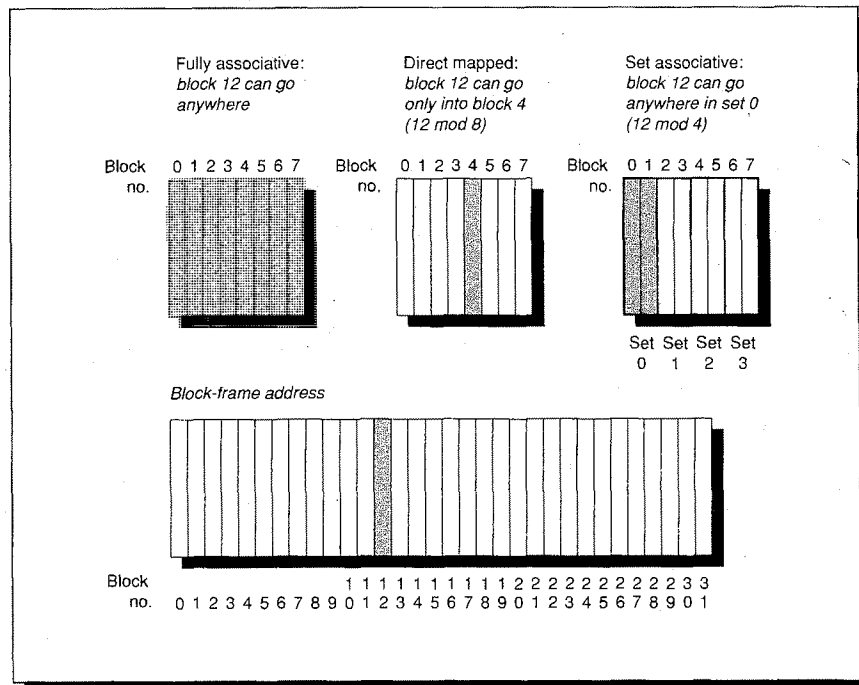 Fully associative:
block 12 can go
anywhere
Direct mapped:
block 12 can go
only into block 4
(12 mod 8)
Set associative:
block 12 can go
anywhere in set 0
(12 mod 4)
Block
no.
0 1 2 3 4 5 6 7
Block
no.
0 1 2 3 4 5 6 7
Block
no.
0 1 2 3 4 5 6 7
Set Set Set Set
0 1 2 3
Block-frame address
Block
no.
1 1 1 1 1 1 1 1 1 1 2 2 2 2 2 2 2 2 2 2 3 3
0 1 2 3 4 5 6 7 8 9 0 1 2 3 4 5 6 7 8 9 0 1 2 3 4 5 6 7 8 9 0 1